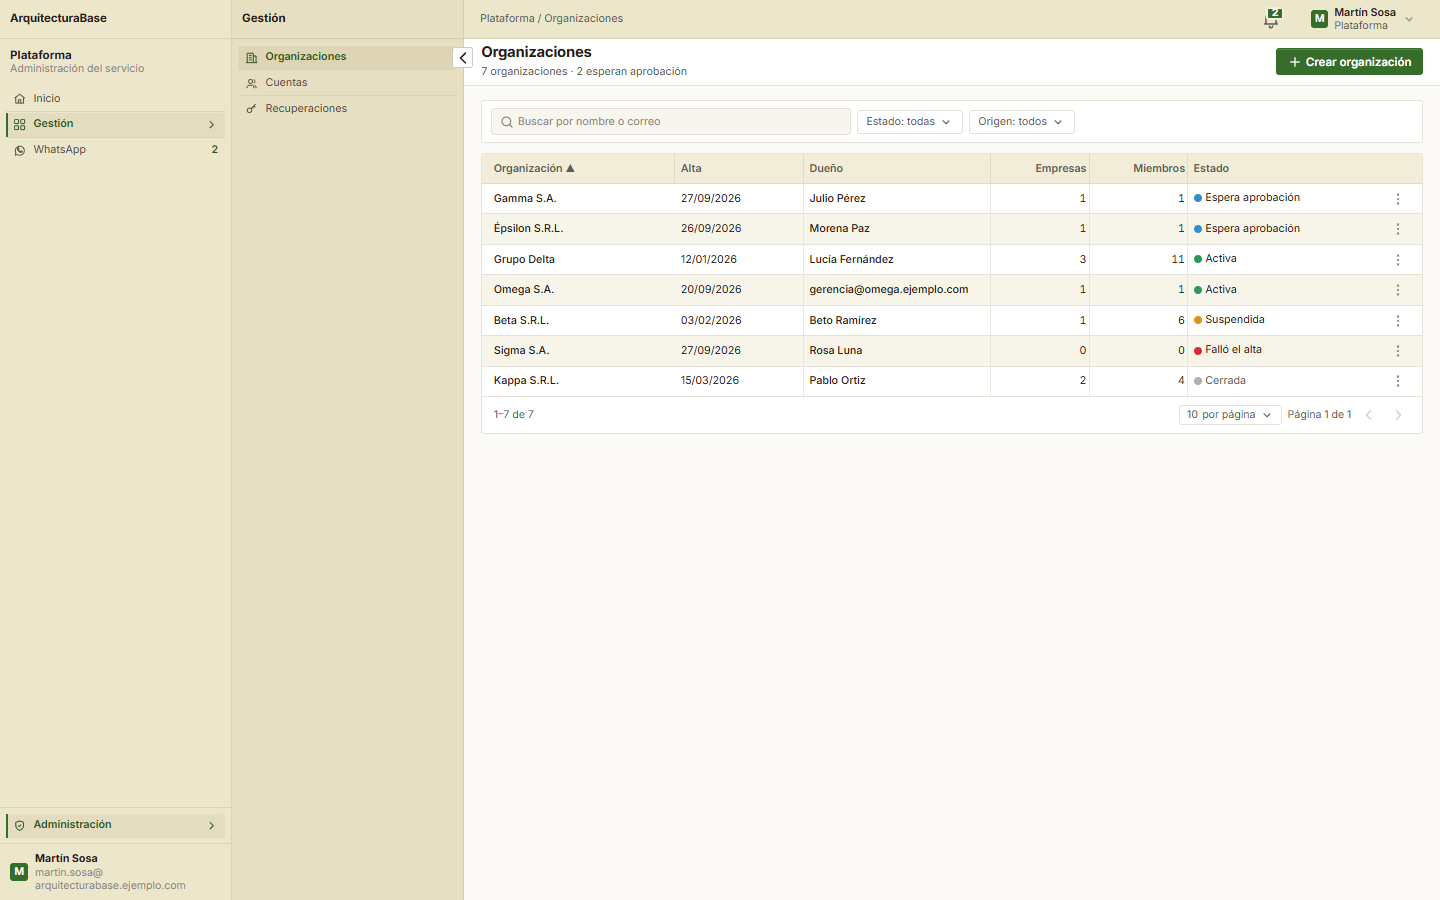 ArquitecturaBase
Plataforma
Administración del servicio
Inicio
Gestión
WhatsApp 2
Administración
M Martín Sosa
martin.sosa@
arquitecturabase.ejemplo.com
Gestión
Organizaciones
Cuentas
Recuperaciones
Plataforma / Organizaciones
2
M Martín Sosa
Plataforma
Organizaciones
7 organizaciones · 2 esperan aprobación
Crear organización
Buscar por nombre o correo Estado: todas Origen: todos
Organización ▲ Alta Dueño Empresas Miembros Estado
Gamma S.A. 27/09/2026 Julio Pérez 1 1 Espera aprobación
Épsilon S.R.L. 26/09/2026 Morena Paz 1 1 Espera aprobación
Grupo Delta 12/01/2026 Lucía Fernández 3 11 Activa
Omega S.A. 20/09/2026 gerencia@omega.ejemplo.com 1 1 Activa
Beta S.R.L. 03/02/2026 Beto Ramírez 1 6 Suspendida
Sigma S.A. 27/09/2026 Rosa Luna 0 0 Falló el alta
Kappa S.R.L. 15/03/2026 Pablo Ortiz 2 4 Cerrada
1–7 de 7 10 por página Página 1 de 1